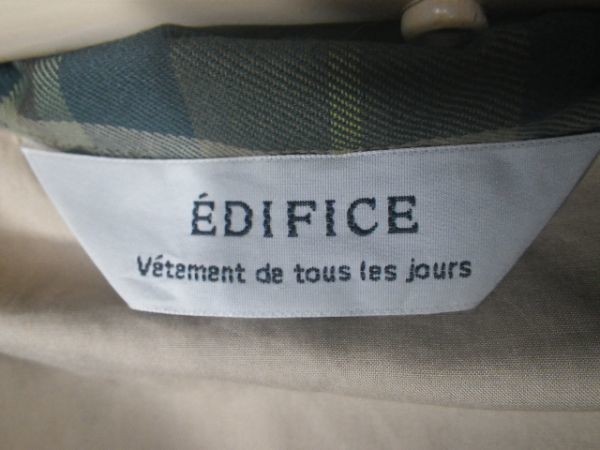 ÉDIFICE
Vétement de tous les jours